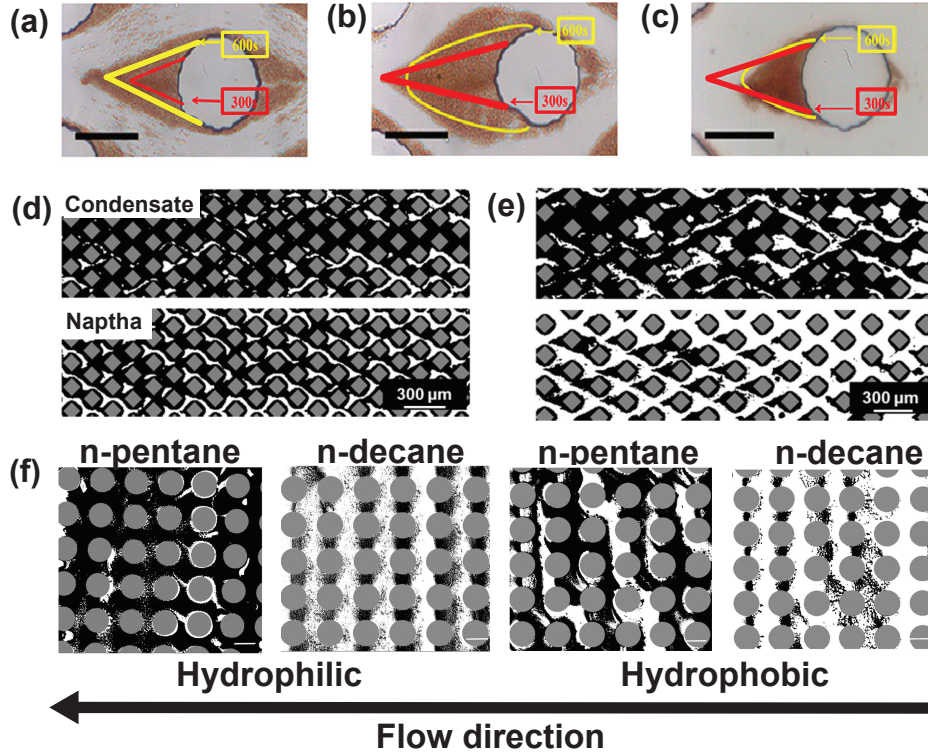 (a)
600s
300s
(b)
600s
300s
(c)
600s
300s
(d)
Condensate
Naptha
300 µm
(e)
300 µm
(f)
n-pentane
n-decane
n-pentane
n-decane
Hydrophilic
Hydrophobic
Flow direction